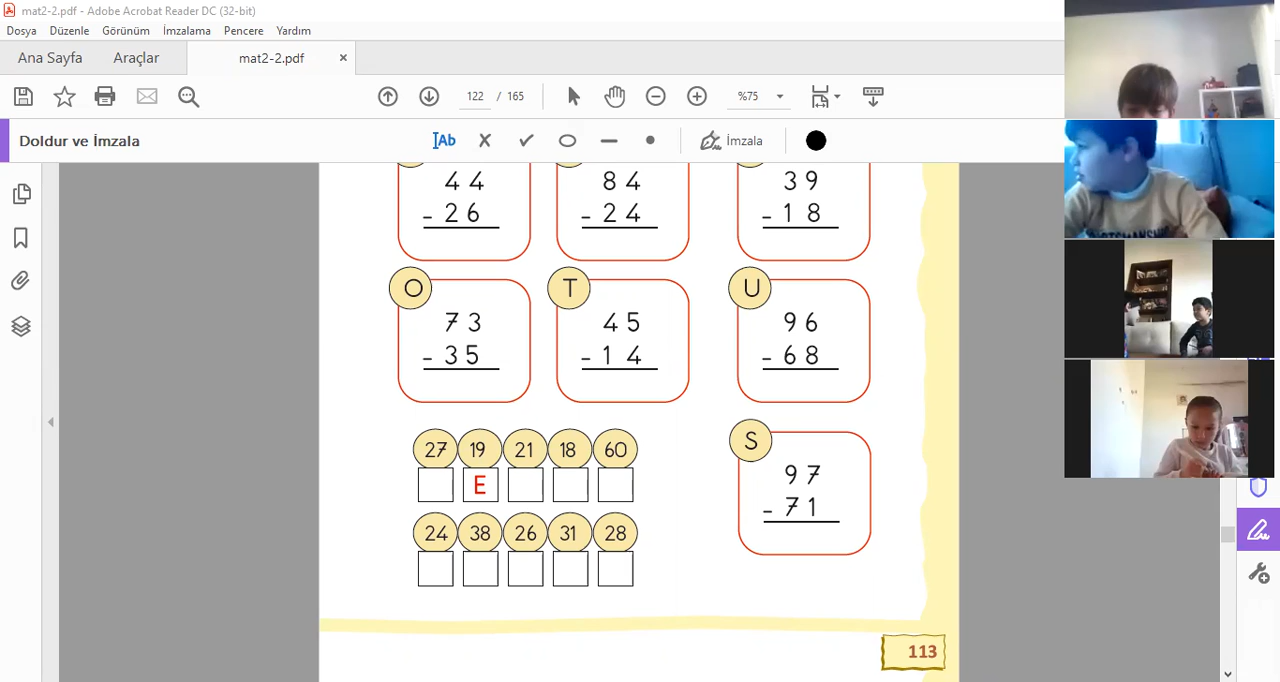 mat2-2.pdf - Adobe Acrobat Reader DC (32-bit)
Dosya Düzenle Görünüm İmzalama Pencere Yardım
Ana Sayfa Araçlar mat2-2.pdf ×
122 / 165 %75
Doldur ve İmzala
Ab İmzala
44 84 39
- 26 - 24 - 18
O T U
73 45 96
- 35 - 14 - 68
S
97
- 71
27 19 21 18 60
E
24 38 26 31 28
113